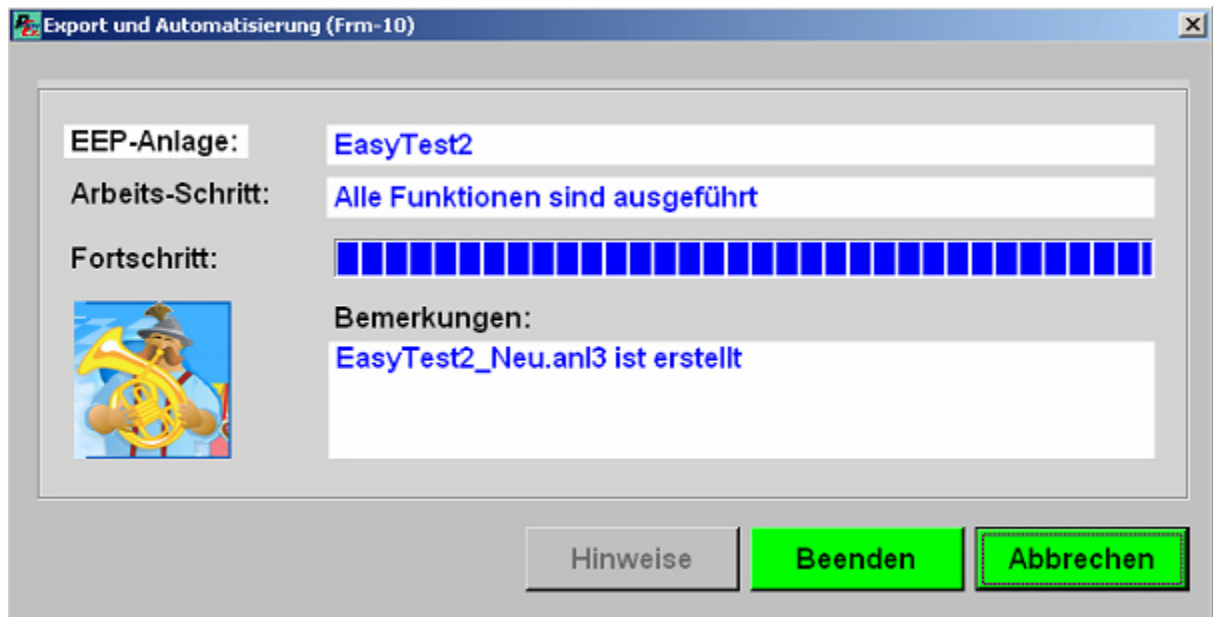 Export und Automatisierung (Frm-10)
EEP-Anlage:
EasyTest2
Arbeits-Schritt:
Alle Funktionen sind ausgeführt
Fortschritt:
Bemerkungen:
EasyTest2_Neu.anl3 ist erstellt
Hinweise
Beenden
Abbrechen